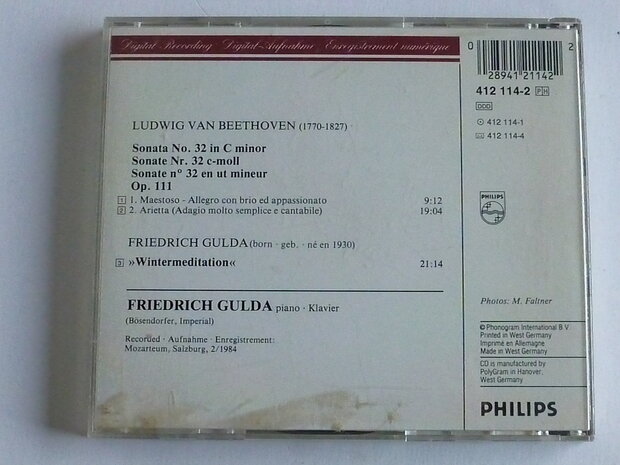 Digital Recording Digital-Aufnahme Enregistrement numérique
LUDWIG VAN BEETHOVEN (1770-1827)
Sonata No. 32 in C minor
Sonate Nr. 32 c-moll
Sonate n° 32 en ut mineur
Op. 111
1 1. Maestoso - Allegro con brio ed appassionato 9:12
2 2. Arietta (Adagio molto semplice e cantabile) 19:04
FRIEDRICH GULDA (born · geb. · né en 1930)
3 »Wintermeditation« 21:14
FRIEDRICH GULDA piano · Klavier
(Bösendorfer, Imperial)
Recorded · Aufnahme · Enregistrement:
Mozarteum, Salzburg, 2/1984
0 28941 21142 2
412 114-2 PH
DDD
412 114-1
412 114-4
PHILIPS
Photos: M. Faltner
℗ Phonogram International B.V.
Printed in West Germany
Imprimé en Allemagne
Made in West Germany
CD is manufactured by
PolyGram in Hanover,
West Germany
PHILIPS